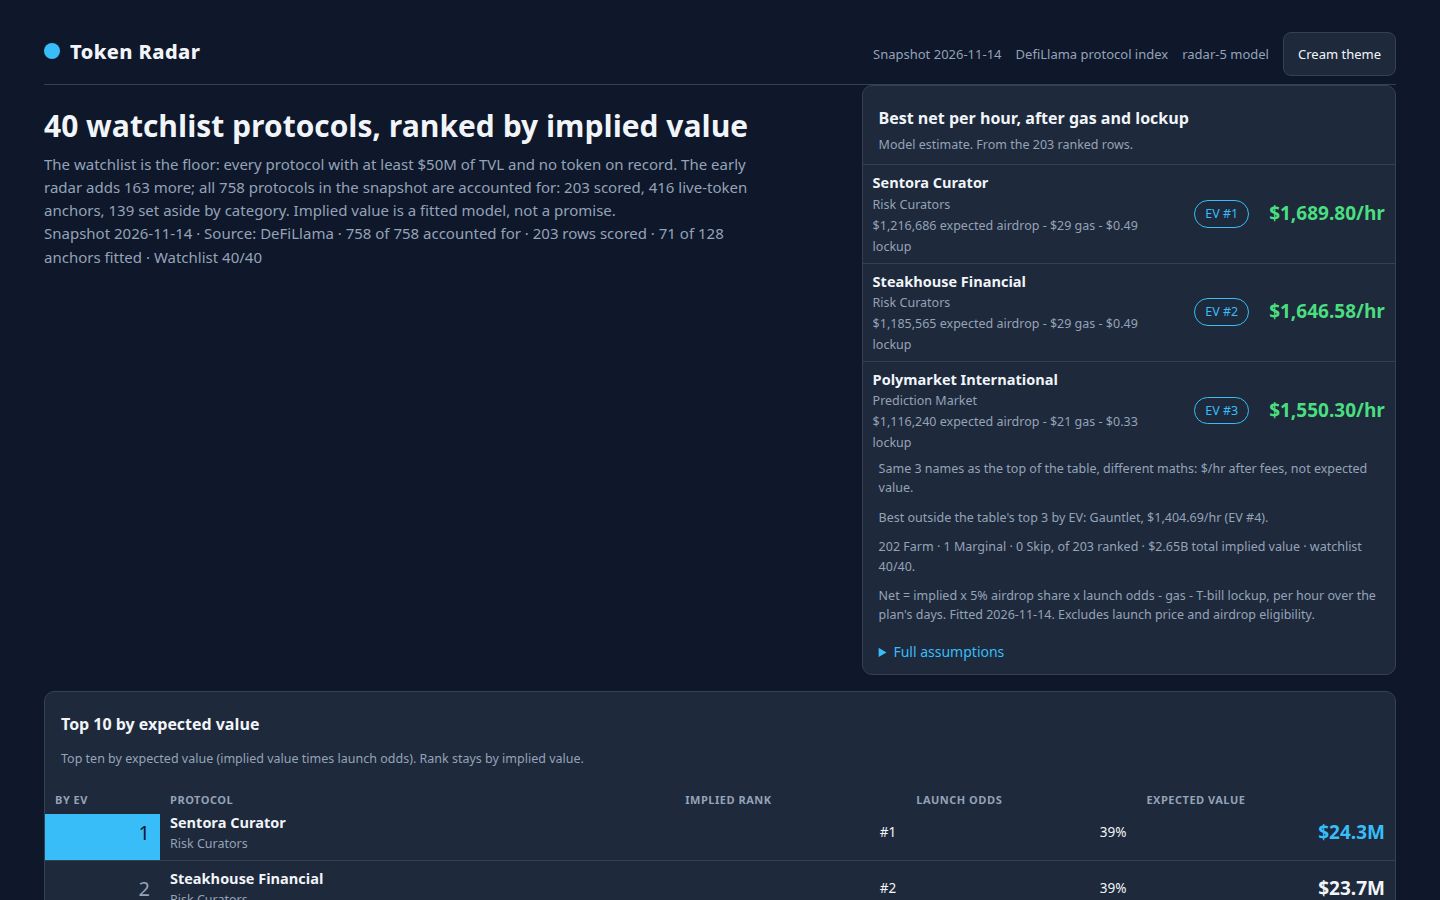 Token Radar
Snapshot 2026-11-14 DefiLlama protocol index radar-5 model Cream theme
40 watchlist protocols, ranked by implied value
The watchlist is the floor: every protocol with at least $50M of TVL and no token on record. The early
radar adds 163 more; all 758 protocols in the snapshot are accounted for: 203 scored, 416 live-token
anchors, 139 set aside by category. Implied value is a fitted model, not a promise.
Snapshot 2026-11-14 · Source: DeFiLlama · 758 of 758 accounted for · 203 rows scored · 71 of 128
anchors fitted · Watchlist 40/40
Best net per hour, after gas and lockup
Model estimate. From the 203 ranked rows.
Sentora Curator
Risk Curators
$1,216,686 expected airdrop - $29 gas - $0.49
lockup
EV #1
$1,689.80/hr
Steakhouse Financial
Risk Curators
$1,185,565 expected airdrop - $29 gas - $0.49
lockup
EV #2
$1,646.58/hr
Polymarket International
Prediction Market
$1,116,240 expected airdrop - $21 gas - $0.33
lockup
EV #3
$1,550.30/hr
Same 3 names as the top of the table, different maths: $/hr after fees, not expected
value.
Best outside the table's top 3 by EV: Gauntlet, $1,404.69/hr (EV #4).
202 Farm · 1 Marginal · 0 Skip, of 203 ranked · $2.65B total implied value · watchlist
40/40.
Net = implied x 5% airdrop share x launch odds - gas - T-bill lockup, per hour over the
plan's days. Fitted 2026-11-14. Excludes launch price and airdrop eligibility.
▶ Full assumptions
Top 10 by expected value
Top ten by expected value (implied value times launch odds). Rank stays by implied value.
BY EV PROTOCOL IMPLIED RANK LAUNCH ODDS EXPECTED VALUE
1 Sentora Curator #1 39% $24.3M
Risk Curators
2 Steakhouse Financial #2 39% $23.7M
Risk Curators